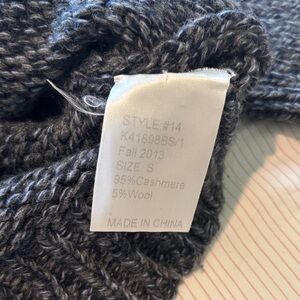 STYLE:#14
K41898BS/1
Fall 2013
SIZE: S
95%Cashmere
5%Wool
MADE IN CHINA